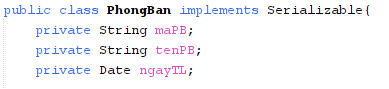 public class PhongBan implements Serializable{
private String maPB;
private String tenPB;
private Date ngayTL;